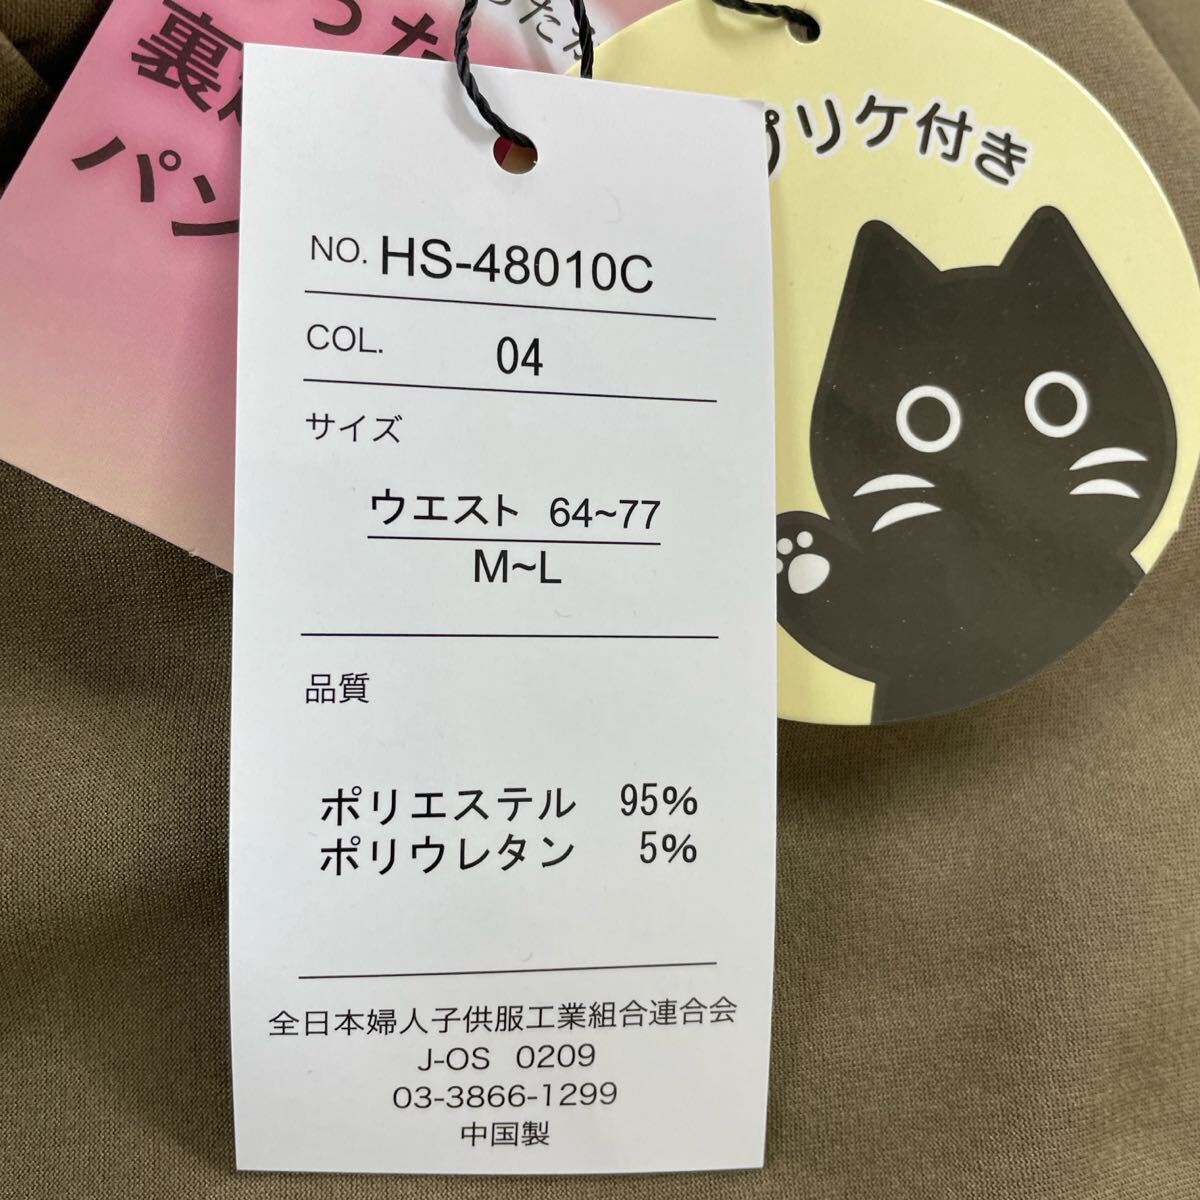 った
裏
パン
プリケ付き
NO. HS-48010C
COL. 04
サイズ
ウエスト 64~77
M~L
品質
ポリエステル 95%
ポリウレタン 5%
全日本婦人子供服工業組合連合会
J-OS 0209
03-3866-1299
中国製